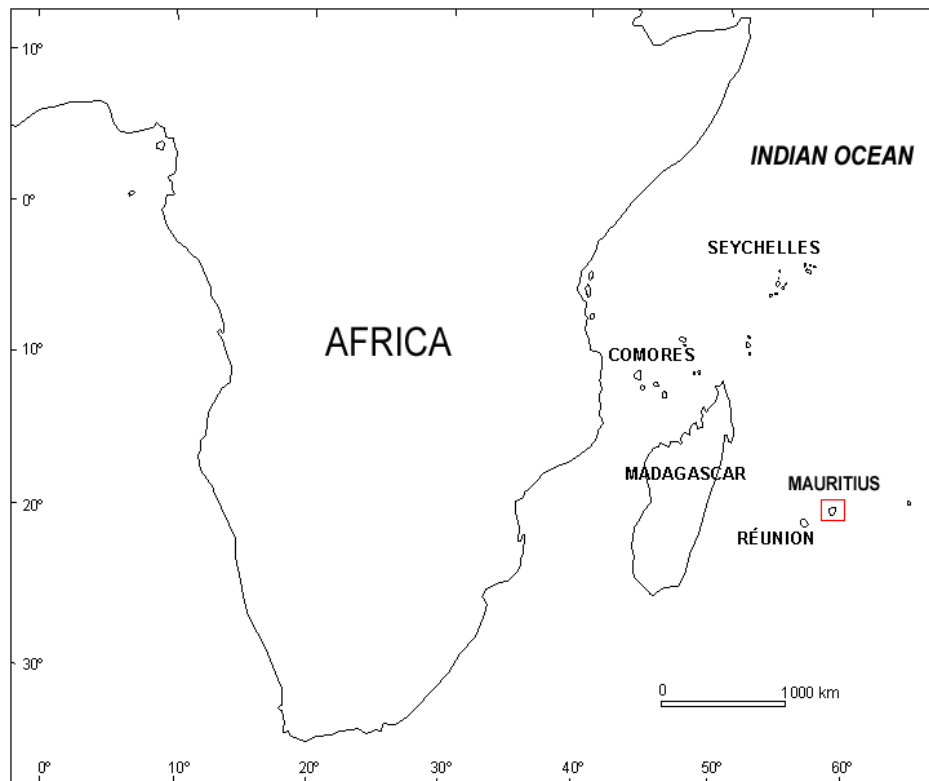 10°
INDIAN OCEAN
0°
SEYCHELLES
AFRICA
10°
COMORES
MADAGASCAR
MAURITIUS
20°
RÉUNION
30°
0 1000 km
0° 10° 20° 30° 40° 50° 60°